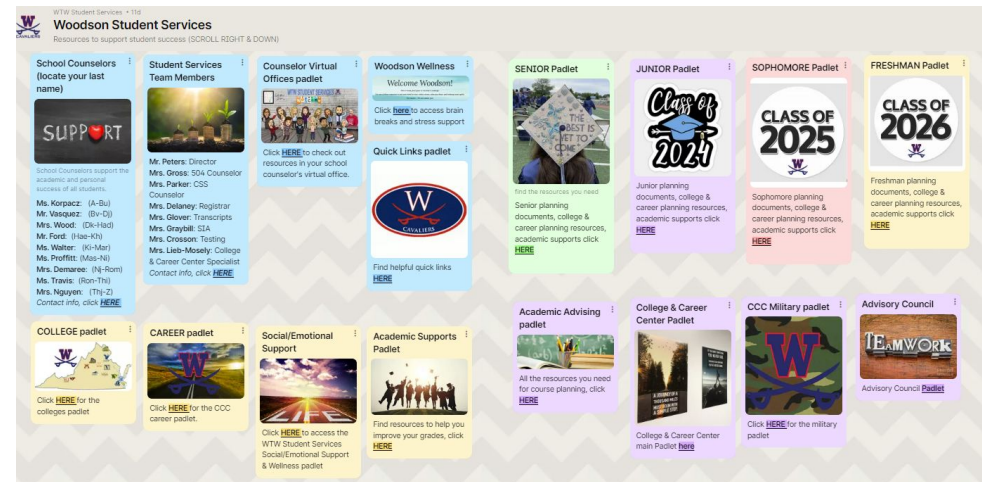 WTW Student Services • 11d
Woodson Student Services
Resources to support student success (SCROLL RIGHT & DOWN)
CAVALIERS
School Counselors
(locate your last
name)
SUPPORT
School Counselors support the
academic and personal
success of all students.
Ms. Korpacz: (A-Bu)
Mr. Vasquez: (Bv-Dj)
Mrs. Wood: (Dk-Had)
Mr. Ford: (Hae-Kh)
Ms. Walter: (Ki-Mar)
Ms. Proffitt: (Mas-Ni)
Mrs. Demaree: (Nj-Rom)
Ms. Travis: (Ron-Thi)
Mrs. Nguyen: (Thj-Z)
Contact info, click HERE
Student Services
Team Members
Mr. Peters: Director
Mrs. Gross: 504 Counselor
Mrs. Parker: CSS
Counselor
Mrs. Delaney: Registrar
Mrs. Glover: Transcripts
Mrs. Graybill: SIA
Mrs. Crosson: Testing
Mrs. Lieb-Mosely: College
& Career Center Specialist
Contact info, click HERE
Counselor Virtual
Offices padlet
WTW STUDENT SERVICES
Click HERE to check out
resources in your school
counselor's virtual office.
Woodson Wellness
Welcome Woodson!
Click here to access brain
breaks and stress support
Quick Links padlet
W
CAVALIERS
Find helpful quick links
HERE
SENIOR Padlet
THE
BEST IS
YET TO
COME
find the resources you need
Senior planning
documents, college &
career planning resources,
academic supports click
HERE
JUNIOR Padlet
Class of
2024
Junior planning
documents, college &
career planning resources,
academic supports click
HERE
SOPHOMORE Padlet
CLASS OF
2025
W
Sophomore planning
documents, college &
career planning resources,
academic supports click
HERE
FRESHMAN Padlet
CLASS OF
2026
W
Freshman planning
documents, college &
career planning resources,
academic supports click
HERE
COLLEGE padlet
W
Click HERE for the
colleges padlet
CAREER padlet
W
Click HERE for the CCC
career padlet.
Social/Emotional
Support
LIFE
Click HERE to access the
WTW Student Services
Social/Emotional Support
& Wellness padlet
Academic Supports
Padlet
Find resources to help you
improve your grades, click
HERE
Academic Advising
padlet
All the resources you need
for course planning, click
HERE
College & Career
Center Padlet
A JOURNEY OF A
THOUSAND MILES
MUST BEGIN WITH
A SINGLE STEP
College & Career Center
main Padlet here
CCC Military padlet
W
Click HERE for the military
padlet
Advisory Council
TEAMWORK
Advisory Council Padlet